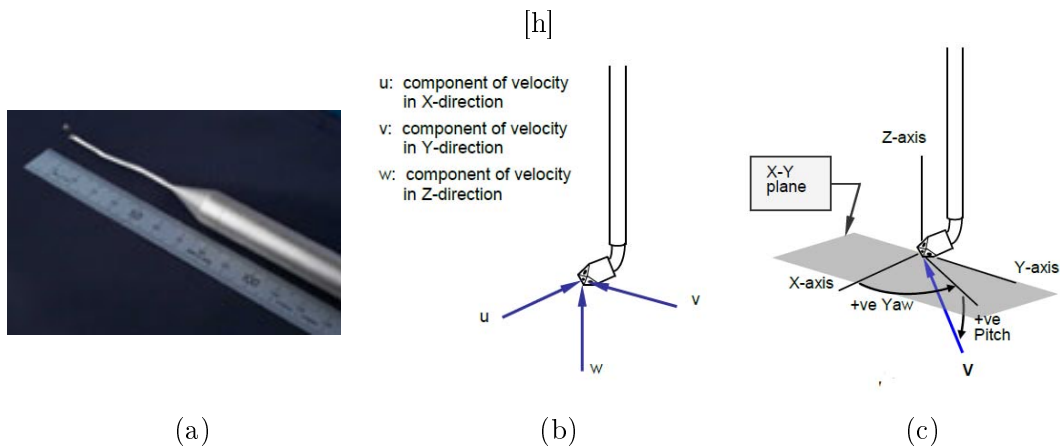 [h]
u: component of velocity
in X-direction
v: component of velocity
in Y-direction
w: component of velocity
in Z-direction
u
v
w
Z-axis
X-Y
plane
X-axis
Y-axis
+ve Yaw
+ve
Pitch
V
100
(a)
(b)
(c)